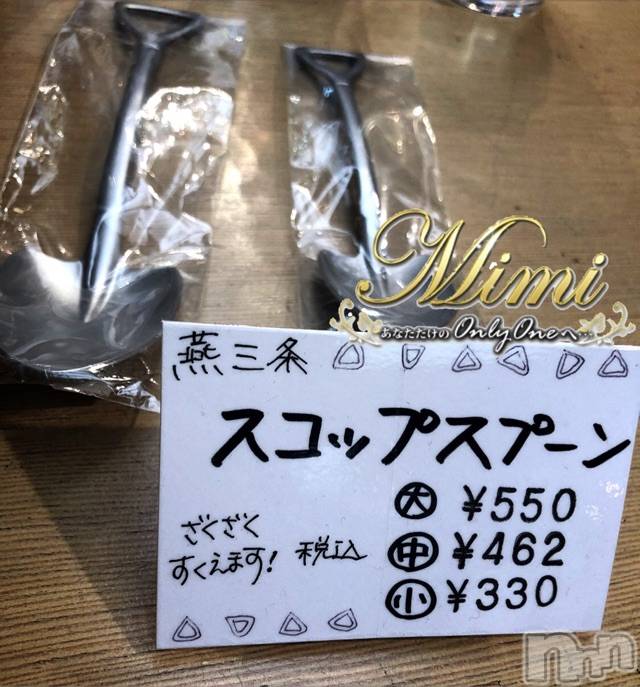 Mimi
あなただけの OnlyOneへ…
燕三条
スコップスプーン
大 ¥550
ざくざく
すくえます! 税込
中 ¥462
小 ¥330